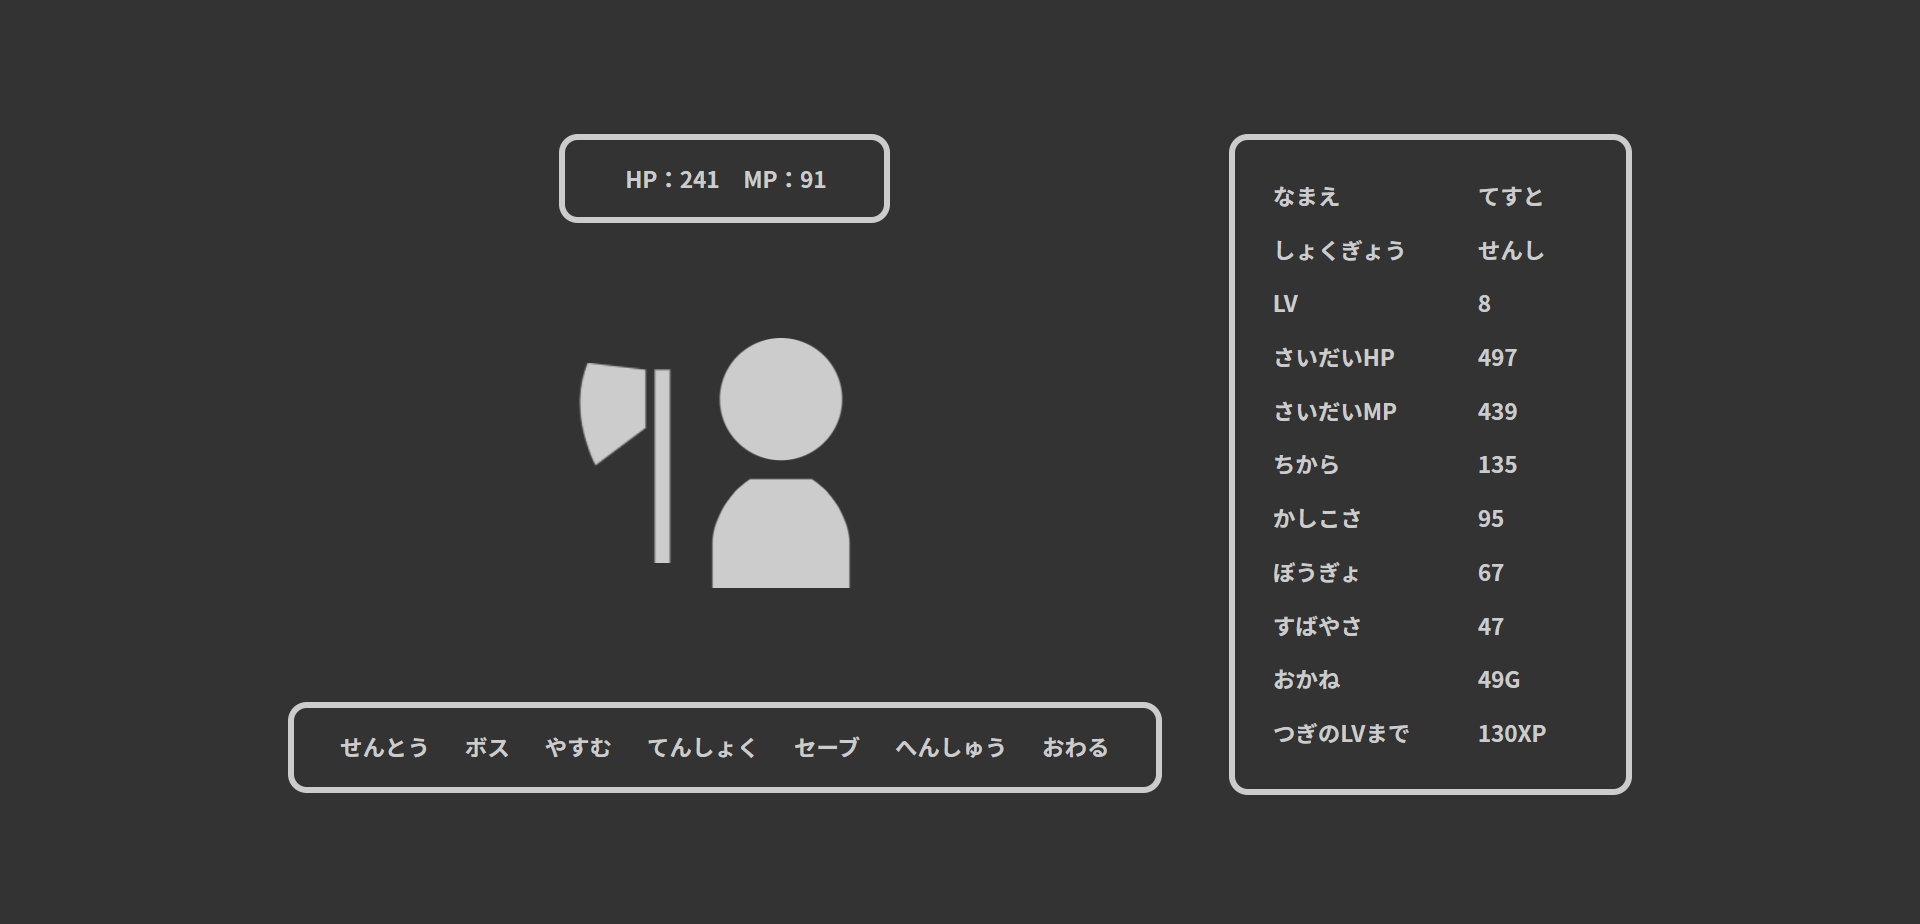 HP：241　MP：91
せんとう　ボス　やすむ　てんしょく　セーブ　へんしゅう　おわる
なまえ　てすと
しょくぎょう　せんし
LV　8
さいだいHP　497
さいだいMP　439
ちから　135
かしこさ　95
ぼうぎょ　67
すばやさ　47
おかね　49G
つぎのLVまで　130XP